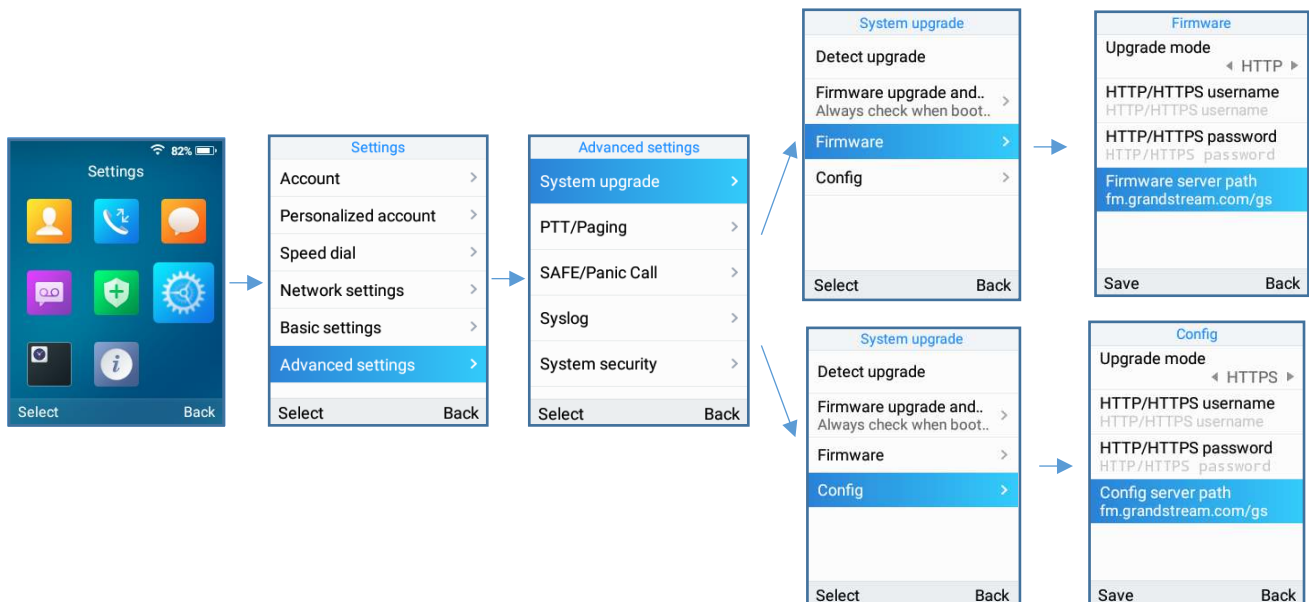 82%
Settings
Select Back
Settings
Account
Personalized account
Speed dial
Network settings
Basic settings
Advanced settings
Select Back
Advanced settings
System upgrade
PTT/Paging
SAFE/Panic Call
Syslog
System security
Select Back
System upgrade
Detect upgrade
Firmware upgrade and..
Always check when boot..
Firmware
Config
Select Back
Firmware
Upgrade mode
HTTP
HTTP/HTTPS username
HTTP/HTTPS username
HTTP/HTTPS password
HTTP/HTTPS password
Firmware server path
fm.grandstream.com/gs
Save Back
System upgrade
Detect upgrade
Firmware upgrade and..
Always check when boot..
Firmware
Config
Select Back
Config
Upgrade mode
HTTPS
HTTP/HTTPS username
HTTP/HTTPS username
HTTP/HTTPS password
HTTP/HTTPS password
Config server path
fm.grandstream.com/gs
Save Back